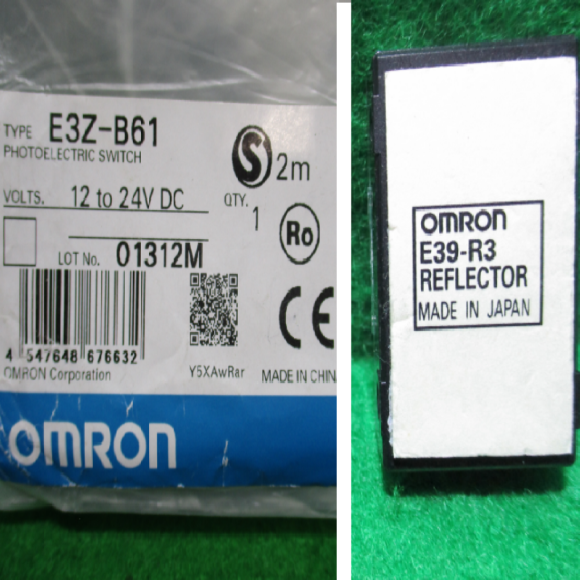 TYPE E3Z-B61
PHOTOELECTRIC SWITCH
S 2m
VOLTS. 12 to 24V DC
QTY. 1
Ro
LOT No. 01312M
CE
4 547648 676632
Y5XAwRar
OMRON Corporation
MADE IN CHIN
OMRON
OMRON
E39-R3
REFLECTOR
MADE IN JAPAN